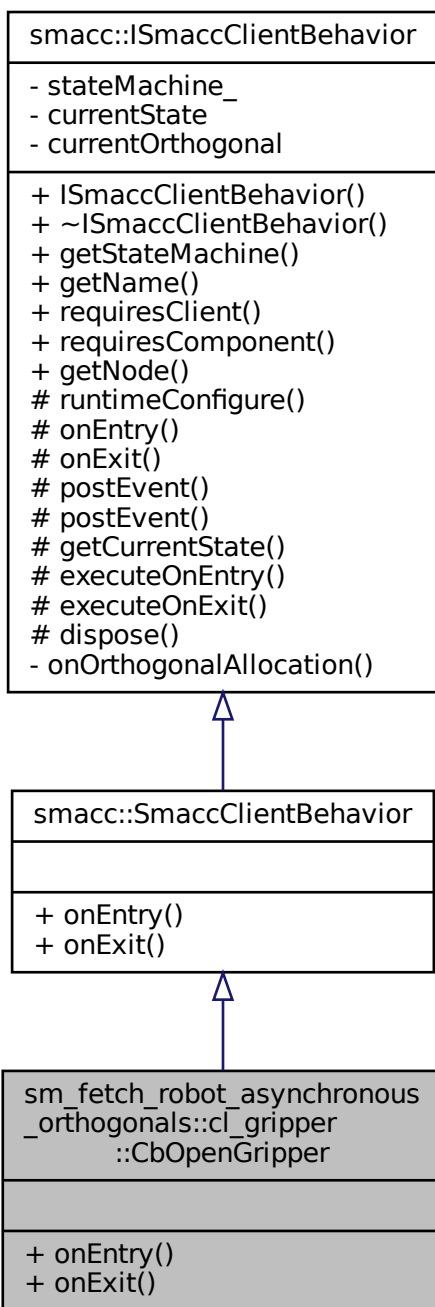 smacc::ISmaccClientBehavior
- stateMachine_
- currentState
- currentOrthogonal
+ ISmaccClientBehavior()
+ ~ISmaccClientBehavior()
+ getStateMachine()
+ getName()
+ requiresClient()
+ requiresComponent()
+ getNode()
# runtimeConfigure()
# onEntry()
# onExit()
# postEvent()
# postEvent()
# getCurrentState()
# executeOnEntry()
# executeOnExit()
# dispose()
- onOrthogonalAllocation()
smacc::SmaccClientBehavior
+ onEntry()
+ onExit()
sm_fetch_robot_asynchronous
_orthogonals::cl_gripper
::CbOpenGripper
+ onEntry()
+ onExit()